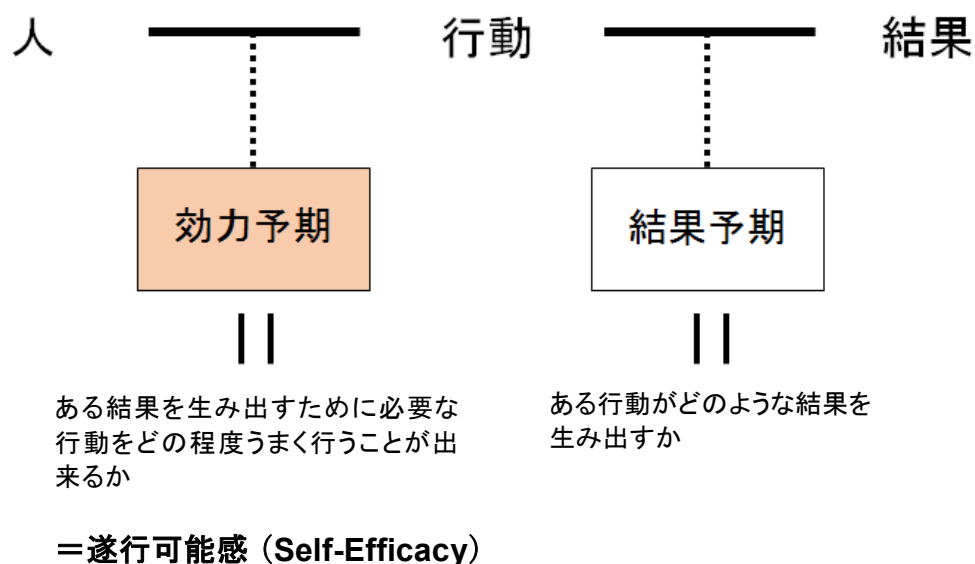 人 行動 結果
効力予期 結果予期
ある結果を生み出すために必要な
行動をどの程度うまく行うことが出
来るか
ある行動がどのような結果を
生み出すか
＝遂行可能感（Self-Efficacy）